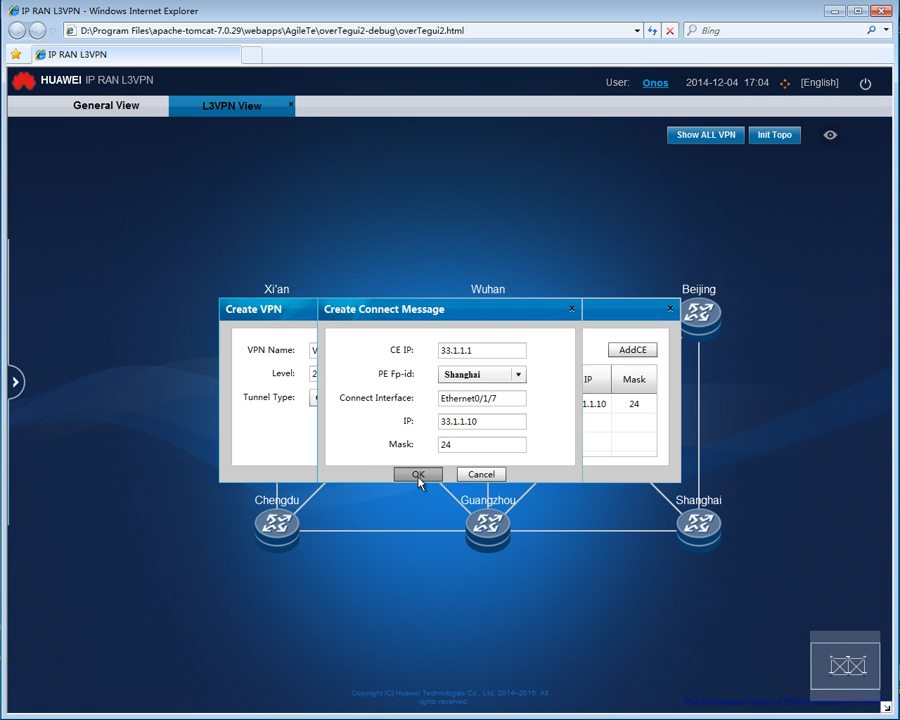 IP RAN L3VPN - Windows Internet Explorer
D:\Program Files\apache-tomcat-7.0.29\webapps\AgileTe\overTegui2-debug\overTegui2.html
Bing
IP RAN L3VPN
HUAWEI IP RAN L3VPN
User: Onos 2014-12-04 17:04 [English]
General View
L3VPN View
Show ALL VPN
Init Topo
Xi'an
Wuhan
Beijing
Create VPN
Create Connect Message
VPN Name: V
CE IP: 33.1.1.1
AddCE
Level: 2
PE Fp-id: Shanghai
IP Mask
Tunnel Type:
Connect Interface: Ethernet0/1/7
1.1.10 24
IP: 33.1.1.10
Mask: 24
OK
Cancel
Chengdu
Guangzhou
Shanghai
Copyright (C) Huawei Technologies Co., Ltd. 2014-2016. All
rights reserved.